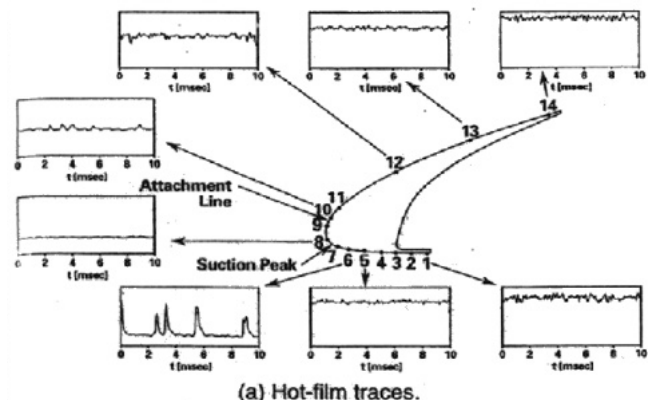 0 2 4 6 8 10
τ [msec]
0 2 4 6 8 10
τ [msec]
0 2 4 6 8 10
τ [msec]
14
13
12
0 2 4 6 8 10
τ [msec]
Attachment
Line
11
10
9
8
7
6 5 4 3 2 1
0 2 4 6 8 10
τ [msec]
Suction Peak
0 2 4 6 8 10
t [msec]
0 2 4 6 8 10
t [msec]
0 2 4 6 8 10
τ [msec]
(a) Hot-film traces.